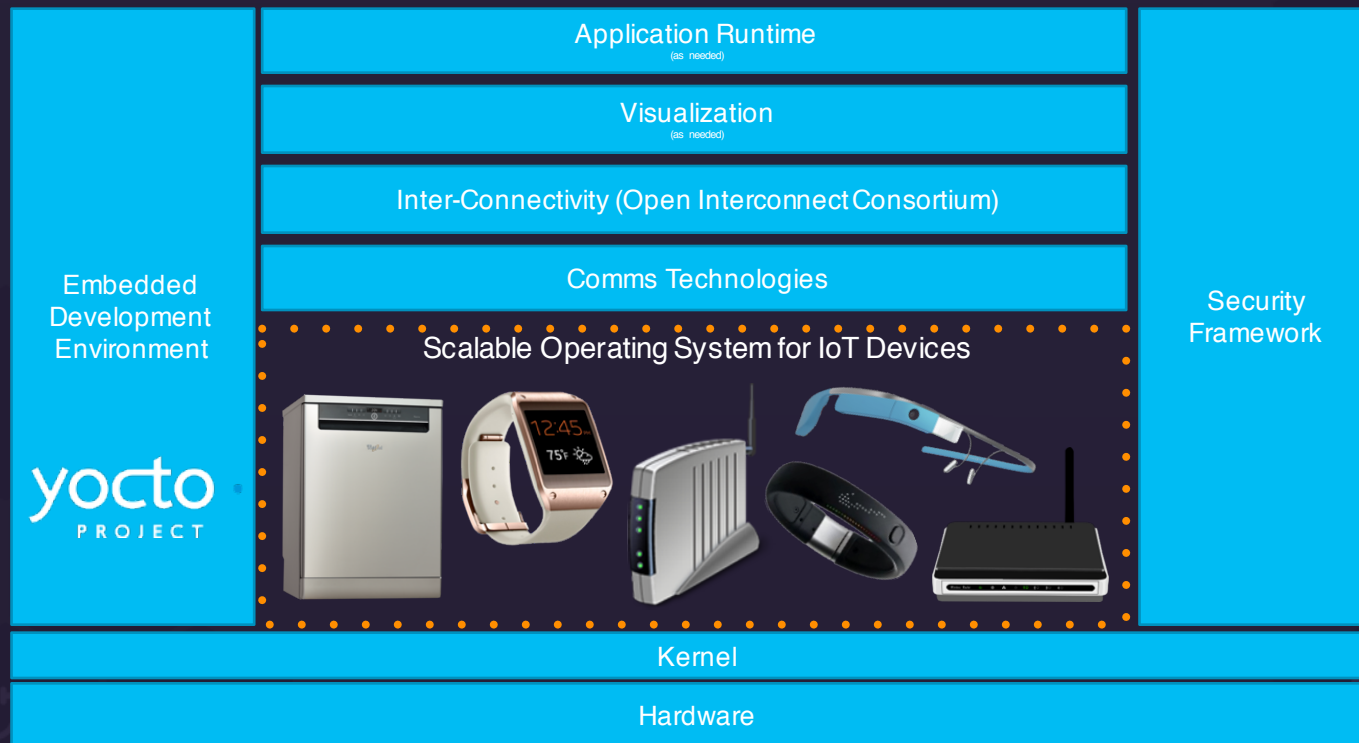 Application Runtime
(as needed)
Visualization
(as needed)
Inter-Connectivity (Open Interconnect Consortium)
Comms Technologies
Embedded
Development
Environment
yocto
PROJECT
Scalable Operating System for IoT Devices
12:45
75°F
Security
Framework
Kernel
Hardware